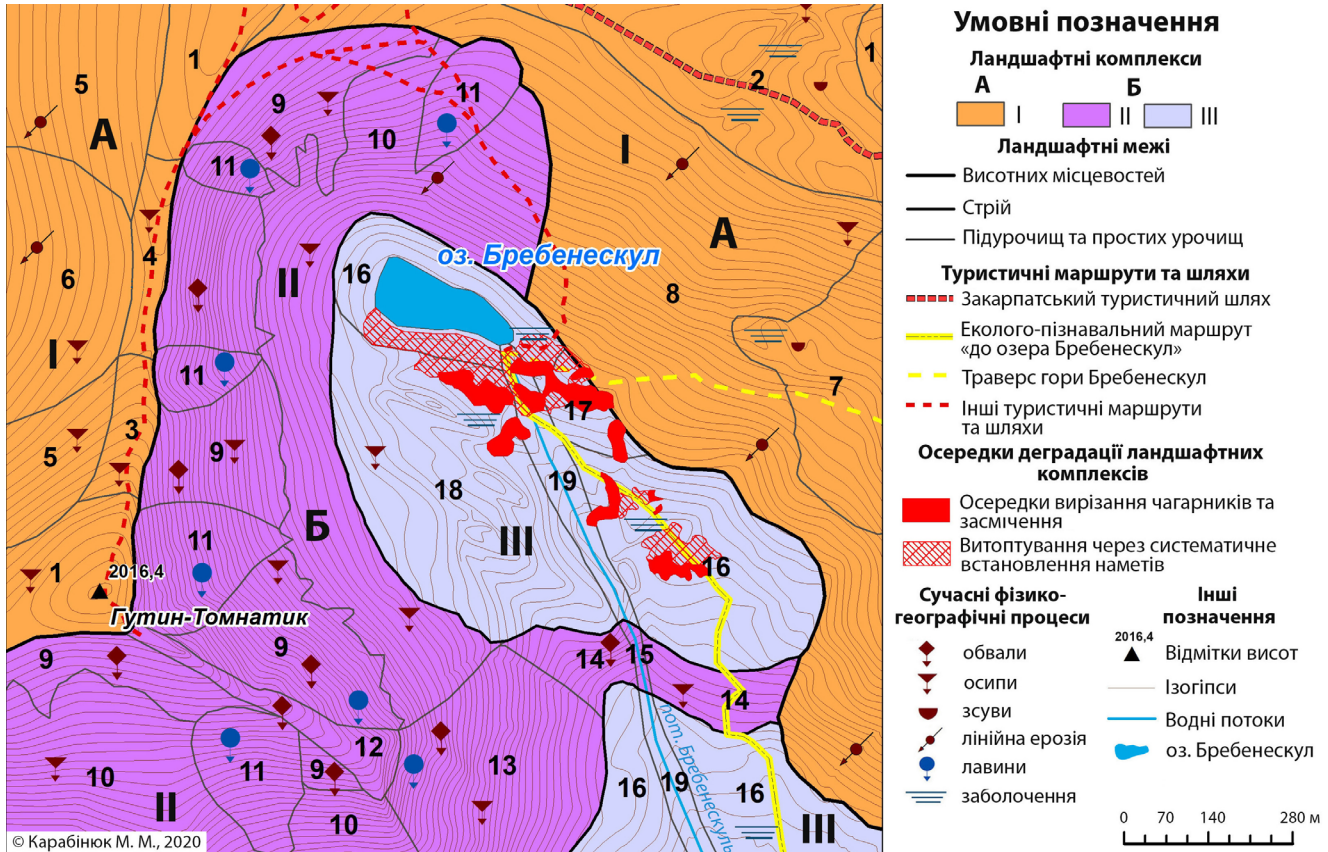 5
1
9
11
2
1
А
10
I
11
А
4
6
II
16
оз. Бребенескул
8
I
11
7
5
3
9
17
18
19
Б
III
11
16
1
2016,4
Гутин-Томнатик
9
9
14
15
14
12
13
10
11
9
10
II
16
19
16
III
пот. Бребенескуль
© Карабінюк М. М., 2020
Умовні позначення
Ландшафтні комплекси
А Б
I II III
Ландшафтні межі
Висотних місцевостей
Стрій
Підурочищ та простих урочищ
Туристичні маршрути та шляхи
Закарпатський туристичний шлях
Еколого-пізнавальний маршрут
«до озера Бребенескул»
Траверс гори Бребенескул
Інші туристичні маршрути
та шляхи
Осередки деградації ландшафтних
комплексів
Осередки вирізання чагарників та
засмічення
Витоптування через систематичне
встановлення наметів
Сучасні фізико-
географічні процеси
обвали
осипи
зсуви
лінійна ерозія
лавини
заболочення
Інші
позначення
2016,4
Відмітки висот
Ізогіпси
Водні потоки
оз. Бребенескул
0 70 140 280 м